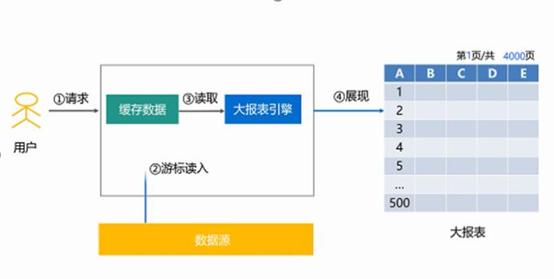 第1页/共 4000页
A B C D E
1
2
3
4
5
...
500
大报表
①请求
用户
缓存数据
③读取
大报表引擎
④展现
②游标读入
数据源